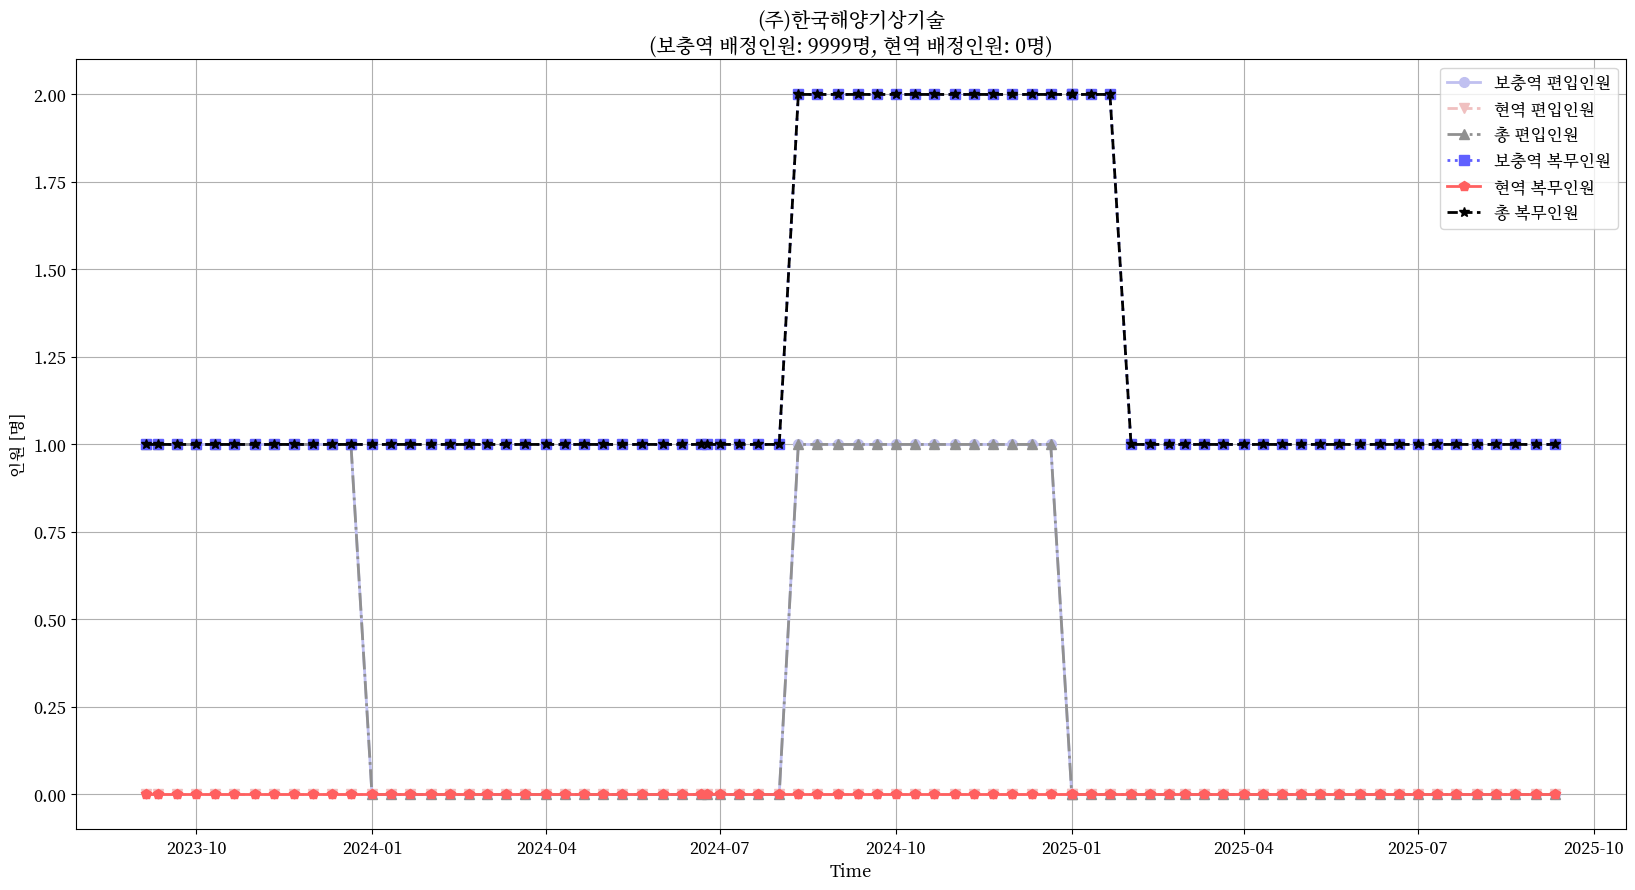 (주)한국해양기상기술
(보충역 배정인원: 9999명, 현역 배정인원: 0명)
보충역 편입인원
현역 편입인원
총 편입인원
보충역 복무인원
현역 복무인원
총 복무인원
2.00
1.75
1.50
1.25
1.00
0.75
0.50
0.25
0.00
인원 [명]
2023-10
2024-01
2024-04
2024-07
2024-10
2025-01
2025-04
2025-07
2025-10
Time